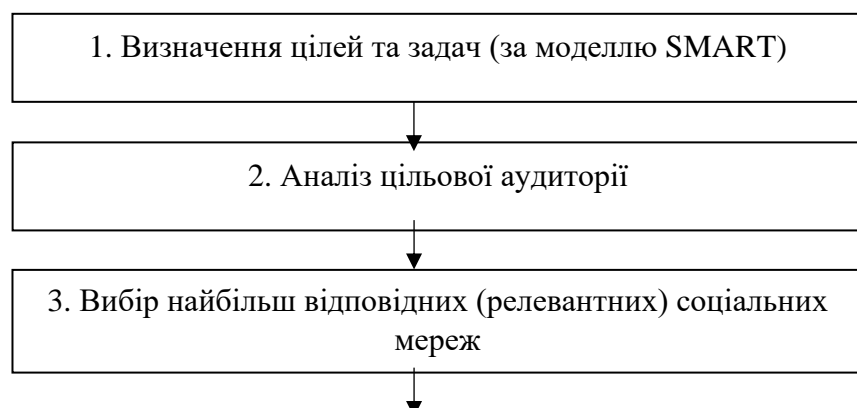 1. Визначення цілей та задач (за моделлю SMART)
2. Аналіз цільової аудиторії
3. Вибір найбільш відповідних (релевантних) соціальних
мереж